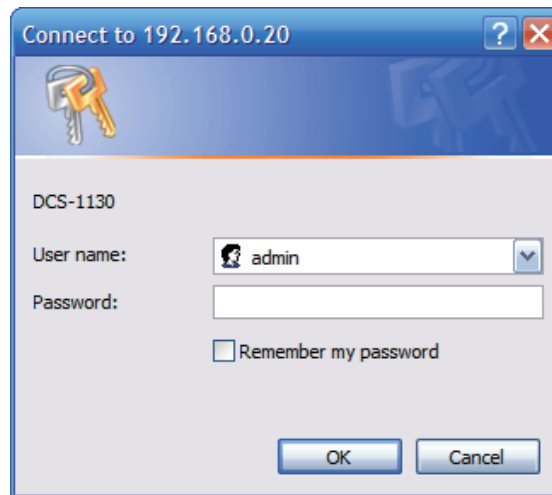 Connect to 192.168.0.20
DCS-1130
User name:
admin
Password:
Remember my password
OK
Cancel